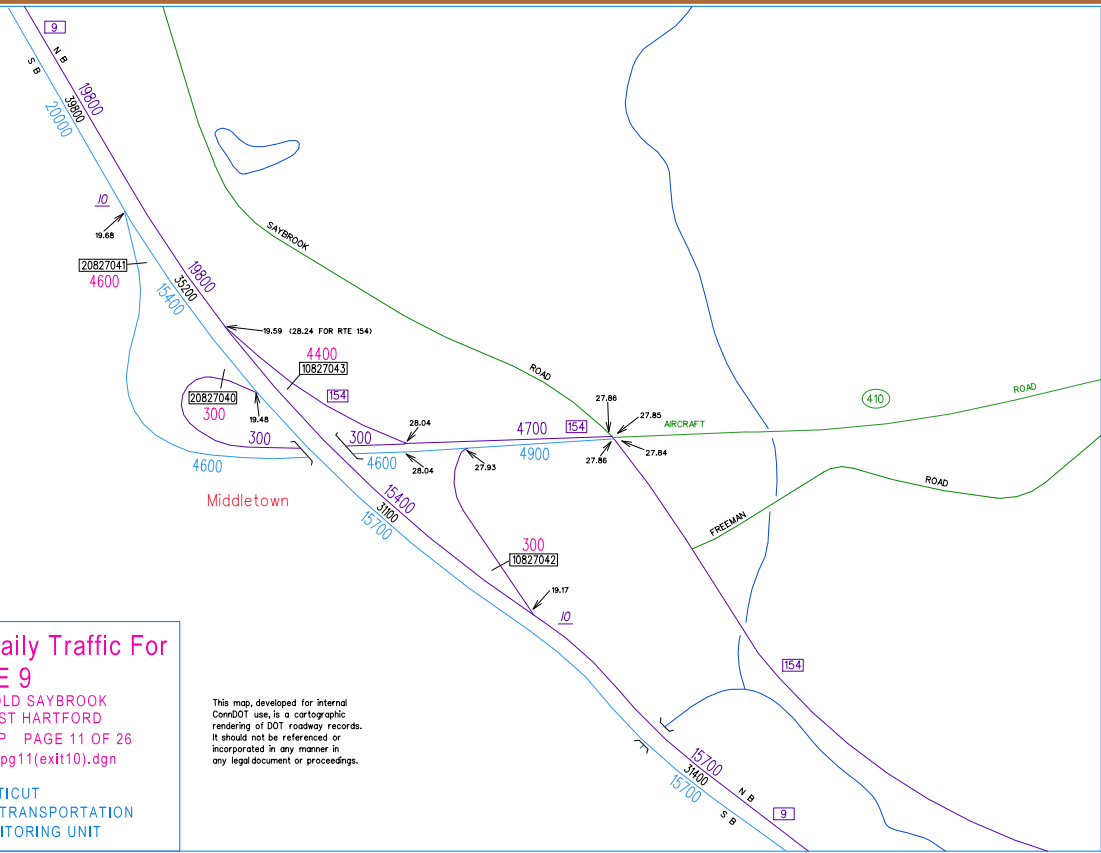 9
N B
S B
19800
39800
20000
10
19.68
20827041
4600
19800
35200
15400
SAYBROOK
ROAD
19.59 (28.24 FOR RTE 154)
4400
10827043
154
20827040
300
19.48
300
4600
Middletown
300
4600
28.04
28.04
4700
154
4900
27.93
27.86
27.85
27.86
27.84
AIRCRAFT
410
ROAD
FREEMAN
ROAD
15400
31100
15700
300
10827042
19.17
10
154
15700
31400
15700
N B
S B
9
aily Traffic For
E 9
OLD SAYBROOK
ST HARTFORD
P PAGE 11 OF 26
pg11(exit10).dgn
TICUT
TRANSPORTATION
ITORING UNIT
This map, developed for internal
ConnDOT use, is a cartographic
rendering of DOT roadway records.
It should not be referenced or
incorporated in any manner in
any legal document or proceedings.